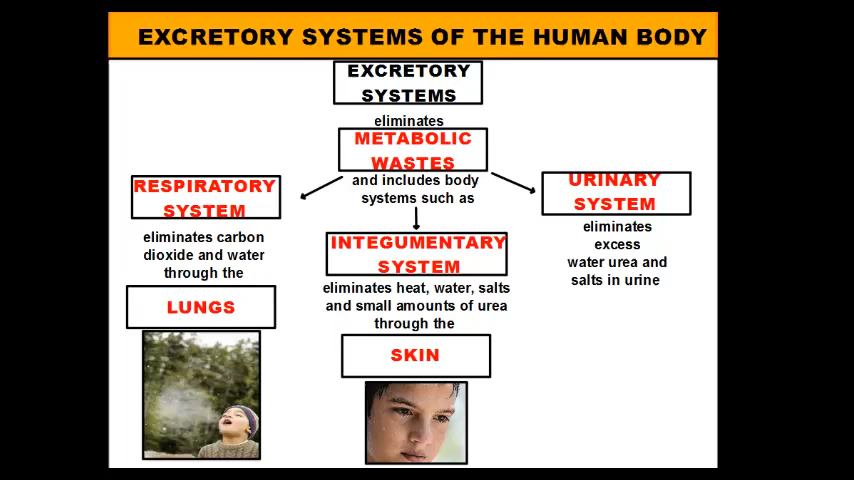 EXCRETORY SYSTEMS OF THE HUMAN BODY
EXCRETORY
SYSTEMS
eliminates
METABOLIC
WASTES
and includes body
systems such as
RESPIRATORY
SYSTEM
eliminates carbon
dioxide and water
through the
LUNGS
INTEGUMENTARY
SYSTEM
eliminates heat, water, salts
and small amounts of urea
through the
SKIN
URINARY
SYSTEM
eliminates
excess
water urea and
salts in urine